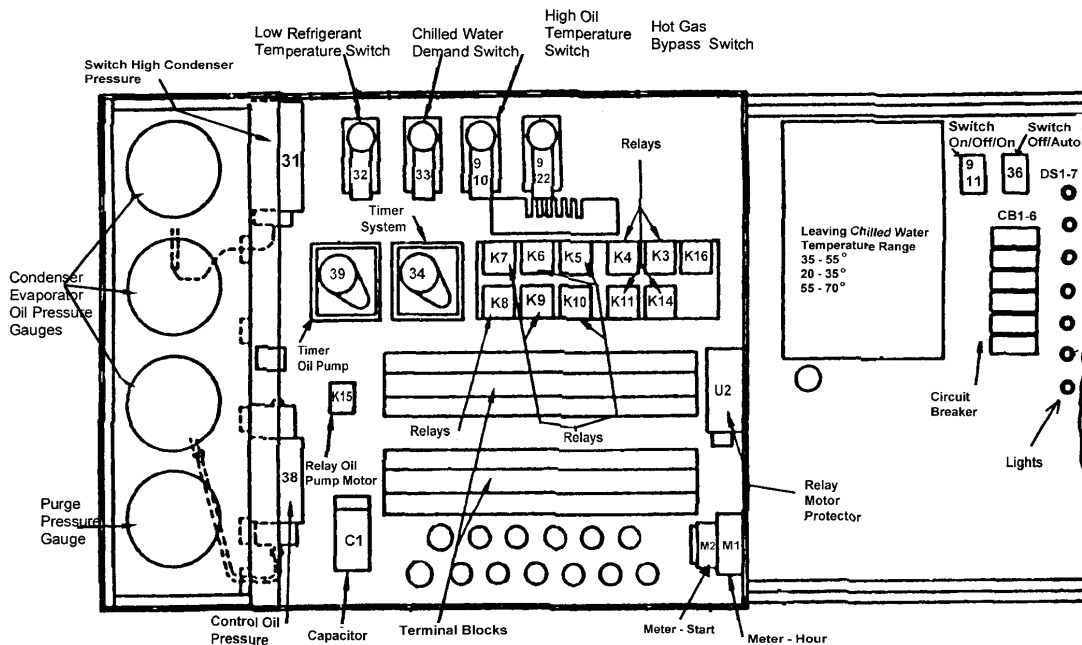 Low Refrigerant
Temperature Switch
Chilled Water
Demand Switch
High Oil
Temperature
Switch
Hot Gas
Bypass Switch
Switch High Condenser
Pressure
31
32
33
9
10
9
22
Relays
Switch
On/Off/On
Switch
Off/Auto
9
11
36
DS1-7
CB1-6
Timer
System
39
34
K7
K6
K5
K4
K3
K16
K8
K9
K10
K11
K14
Leaving Chilled Water
Temperature Range
35 - 55°
20 - 35°
55 - 70°
Condenser
Evaporator
Oil Pressure
Gauges
Timer
Oil Pump
K15
U2
Circuit
Breaker
Relays
Relays
Lights
Relay Oil
Pump Motor
38
Relay
Motor
Protector
Purge
Pressure
Gauge
C1
M2
M1
Control Oil
Pressure
Capacitor
Terminal Blocks
Meter - Start
Meter - Hour